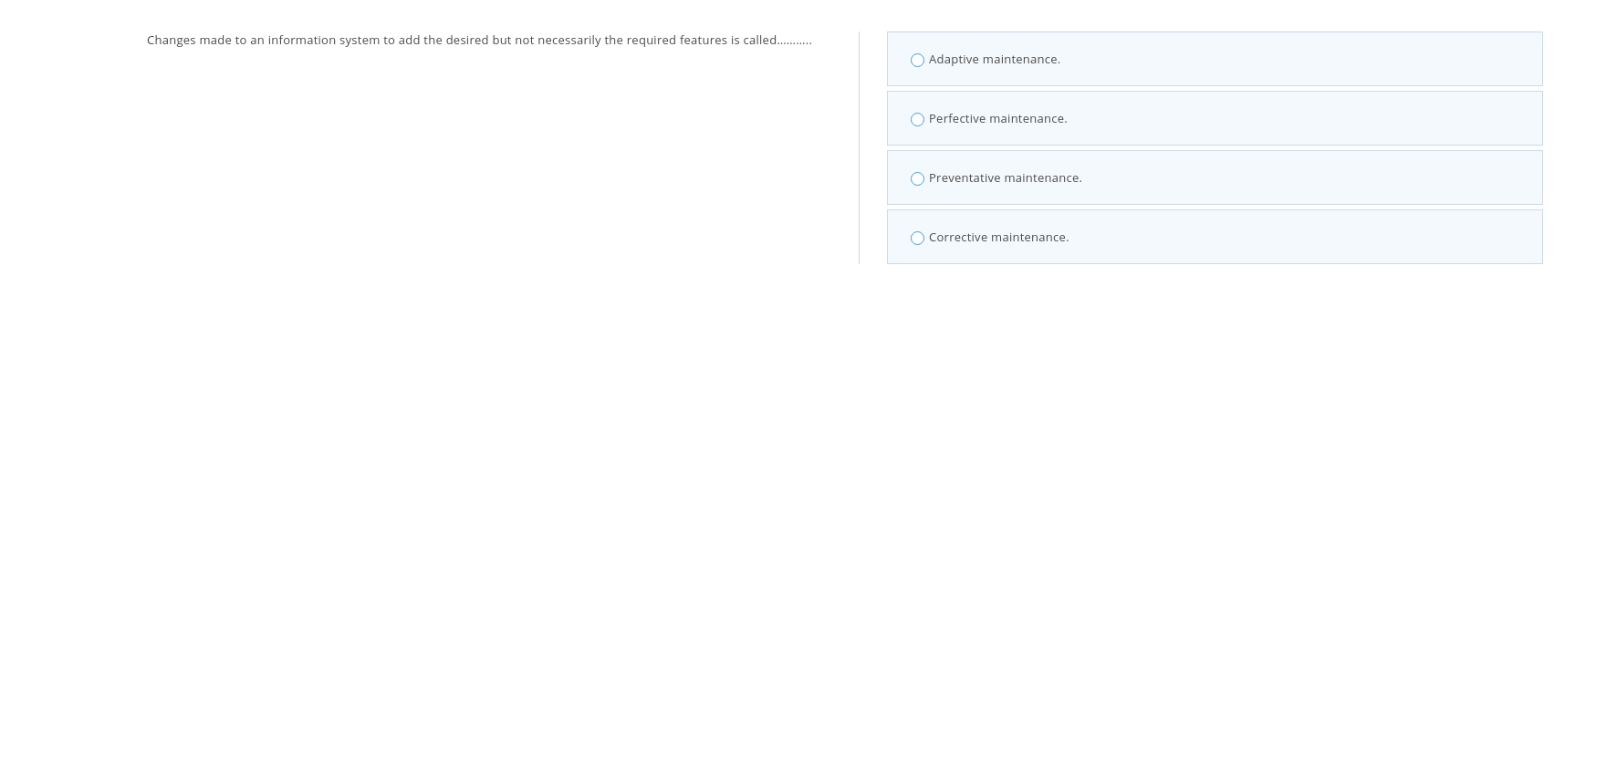 Changes made to an information system to add the desired but not necessarily the required features is called...........
Adaptive maintenance.
Perfective maintenance.
Preventative maintenance.
Corrective maintenance.